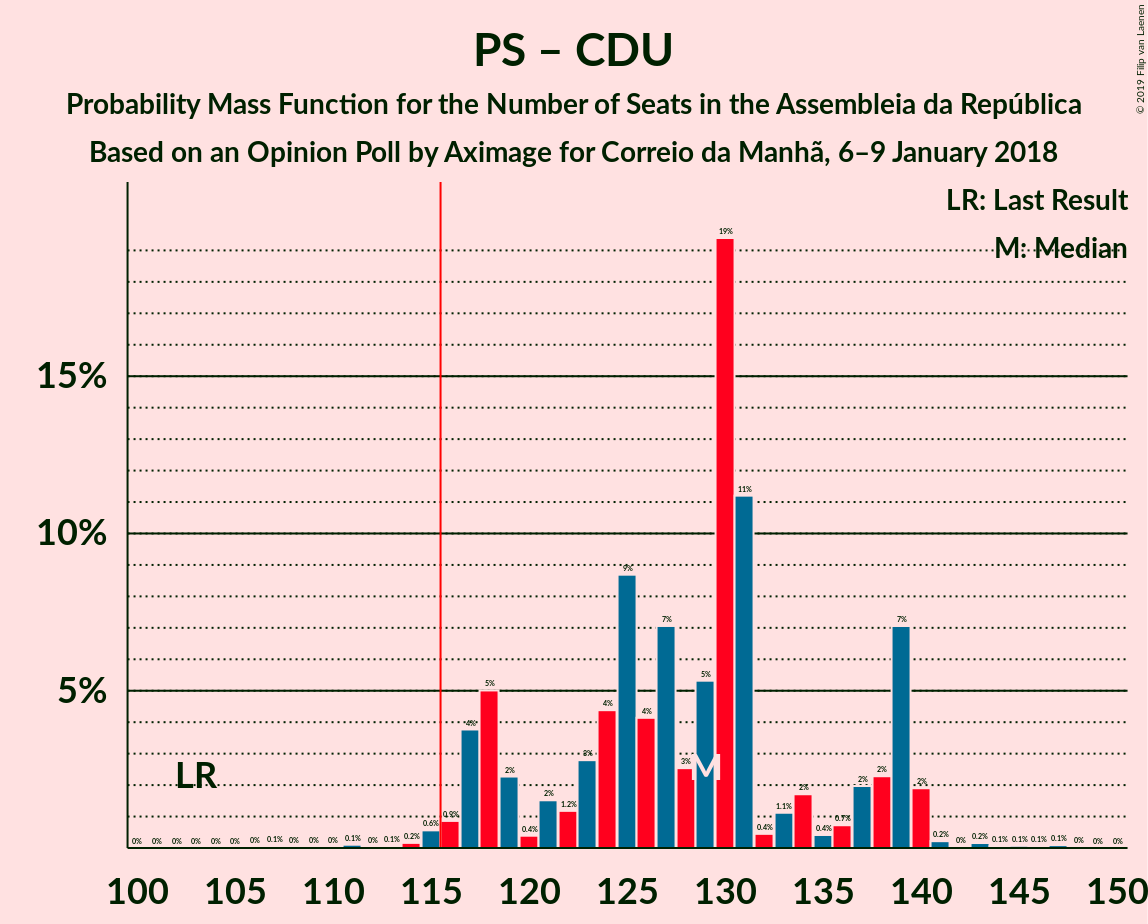 PS – CDU
Probability Mass Function for the Number of Seats in the Assembleia da República
Based on an Opinion Poll by Aximage for Correio da Manhã, 6–9 January 2018
© 2019 Filip van Laenen
LR: Last Result
M: Median
15%
10%
5%
LR
M
0% 0% 0% 0% 0% 0% 0% 0.1% 0% 0% 0% 0.1% 0% 0.1% 0.2% 0.6% 0.9% 4% 5% 2% 0.4% 2% 1.2% 3% 4% 9% 4% 7% 3% 5% 19% 11% 0.4% 1.1% 2% 0.4% 0.7% 2% 2% 7% 2% 0.2% 0% 0.2% 0.1% 0.1% 0.1% 0.1% 0% 0% 0%
100 105 110 115 120 125 130 135 140 145 150